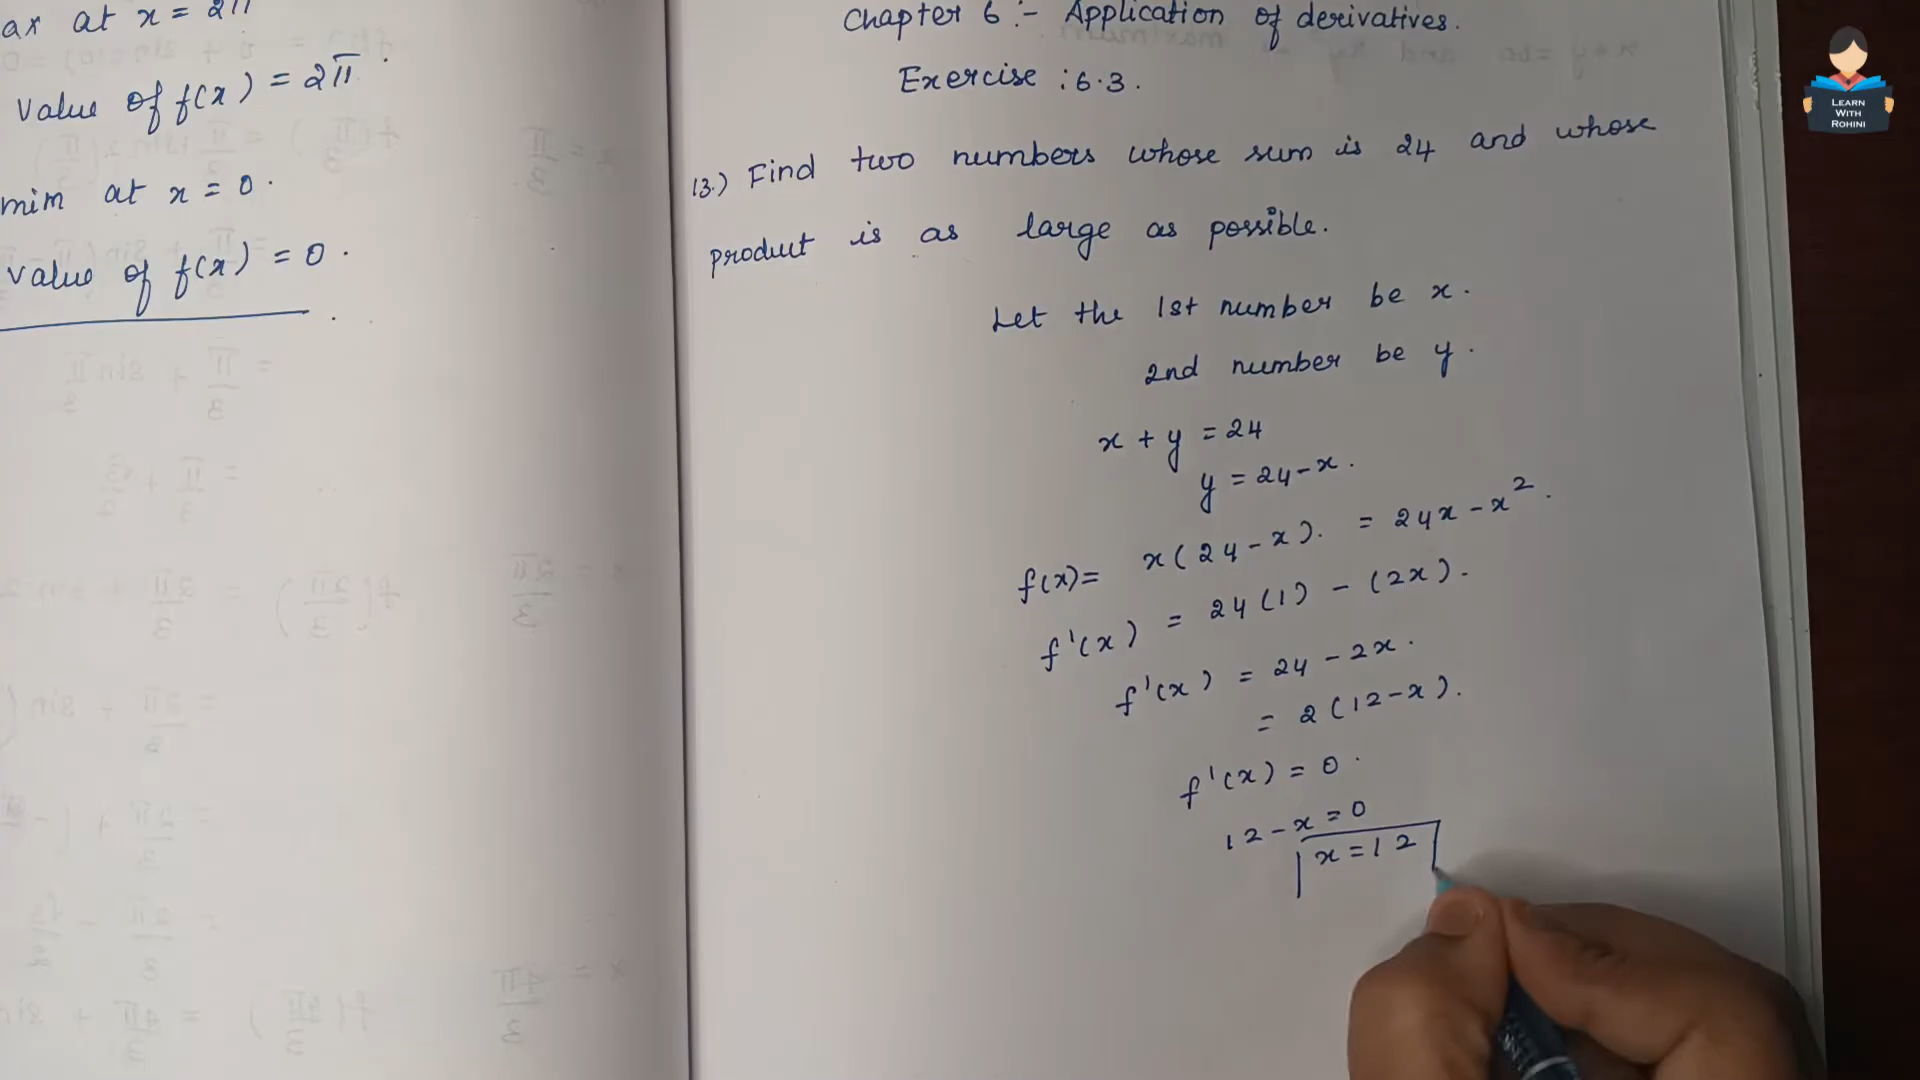 ax at x = 2π
value of f(x) = 2π.
min at x = 0.
value of f(x) = 0.
Chapter 6 :- Application of derivatives.
Exercise : 6.3.
13.) Find two numbers whose sum is 24 and whose
product is as large as possible.
Let the 1st number be x.
2nd number be y.
x + y = 24
y = 24 - x.
f(x) = x(24 - x). = 24x - x².
f'(x) = 24(1) - (2x).
f'(x) = 24 - 2x.
= 2(12 - x).
f'(x) = 0.
12 - x = 0
x = 12
LEARN
WITH
ROHINI